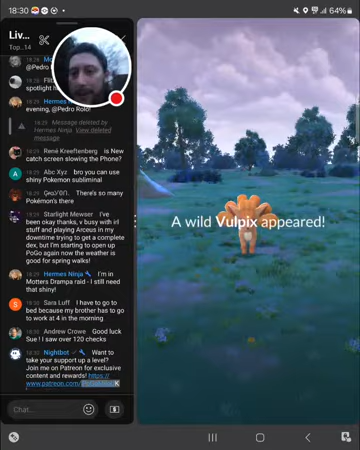 18:30
64%
Liv...
Top...14
@Pedro
spotlight h
Hermes
evening, @Pedro Rolo!
18:29 Message deleted by
Hermes Ninja View deleted
message
René Kreeftenberg is New
catch screen slowing the Phone?
Abc Xyz bro you can use
shiny Pokemon subliminal
There's so many
Pokémon's there
18:29 Starlight Mewser
I've been okay thanks, v busy with irl
stuff and playing Arceus in my
downtime trying to get a complete
dex, but I'm starting to open up
PoGo again now the weather is
good for spring walks!
18:29 Hermes Ninja I'm in
Motters Drampa raid - I still need
that shiny!
18:30 Sara Luff I have to go to
bed because my brother has to
go to work at 4 in the morning
18:30 Andrew Crowe Good luck
Sue ! I saw over 120 checks
Nightbot Want to
take your support up a level?
Join me on Patreon for exclusive
content and rewards! https://
www.patreon.com/
Chat...
A wild Vulpix appeared!